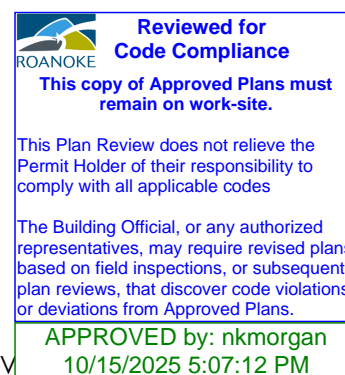 Reviewed for
Code Compliance
ROANOKE
This copy of Approved Plans must
remain on work-site.
This Plan Review does not relieve the
Permit Holder of their responsibility to
comply with all applicable codes
The Building Official, or any authorized
representatives, may require revised plans
based on field inspections, or subsequent
plan reviews, that discover code violations
or deviations from Approved Plans.
APPROVED by: nkmorgan
V 10/15/2025 5:07:12 PM